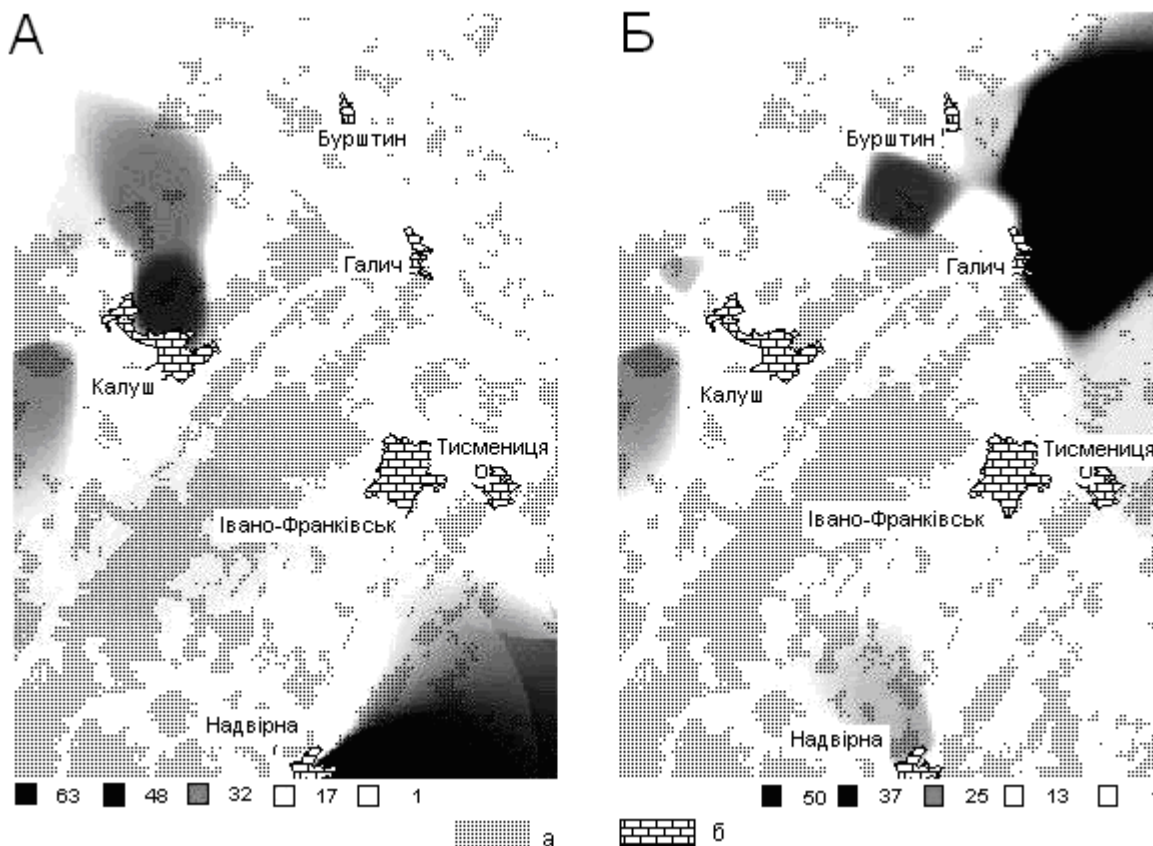 А
Бурштин
Галич
Калуш
Тисмениця
Івано-Франківськ
Надвірна
63 48 32 17 1
а
Б
Бурштин
Галич
Калуш
Тисмениця
Івано-Франківськ
Надвірна
50 37 25 13
б